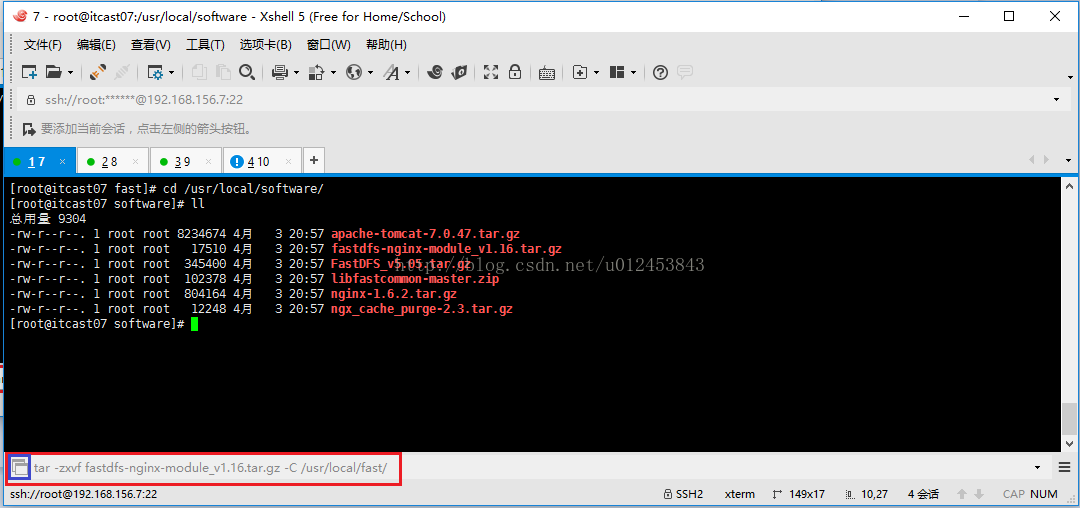 7 - root@itcast07:/usr/local/software - Xshell 5 (Free for Home/School)
文件(F) 编辑(E) 查看(V) 工具(T) 选项卡(B) 窗口(W) 帮助(H)
ssh://root:******@192.168.156.7:22
要添加当前会话，点击左侧的箭头按钮。
1 7 × 2 8 × 3 9 × 4 10 × +
[root@itcast07 fast]# cd /usr/local/software/
[root@itcast07 software]# ll
总用量 9304
-rw-r--r--. 1 root root 8234674 4月   3 20:57 apache-tomcat-7.0.47.tar.gz
-rw-r--r--. 1 root root   17510 4月   3 20:57 fastdfs-nginx-module_v1.16.tar.gz
-rw-r--r--. 1 root root  345400 4月   3 20:57 FastDFS_v5.05.tar.gz
http://blog.csdn.net/u012453843
-rw-r--r--. 1 root root  102378 4月   3 20:57 libfastcommon-master.zip
-rw-r--r--. 1 root root  804164 4月   3 20:57 nginx-1.6.2.tar.gz
-rw-r--r--. 1 root root   12248 4月   3 20:57 ngx_cache_purge-2.3.tar.gz
[root@itcast07 software]#
tar -zxvf fastdfs-nginx-module_v1.16.tar.gz -C /usr/local/fast/
ssh://root@192.168.156.7:22 SSH2 xterm 149x17 10,27 4 会话 CAP NUM